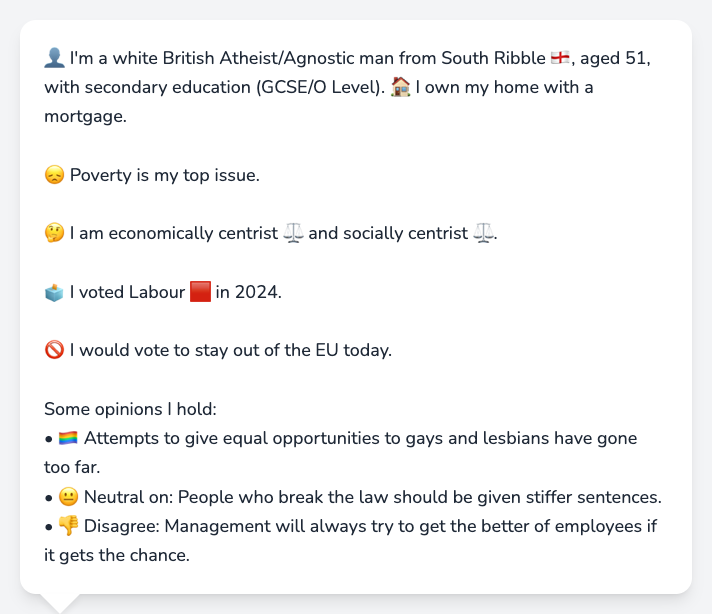 👤 I'm a white British Atheist/Agnostic man from South Ribble 🏴󠁧󠁢󠁥󠁮󠁧󠁿, aged 51,
with secondary education (GCSE/O Level). 🏠 I own my home with a
mortgage.
😞 Poverty is my top issue.
🤔 I am economically centrist ⚖️ and socially centrist ⚖️.
🗳️ I voted Labour 🟥 in 2024.
🚫 I would vote to stay out of the EU today.
Some opinions I hold:
• 🏳️‍🌈 Attempts to give equal opportunities to gays and lesbians have gone
too far.
• 😐 Neutral on: People who break the law should be given stiffer sentences.
• 👎 Disagree: Management will always try to get the better of employees if
it gets the chance.